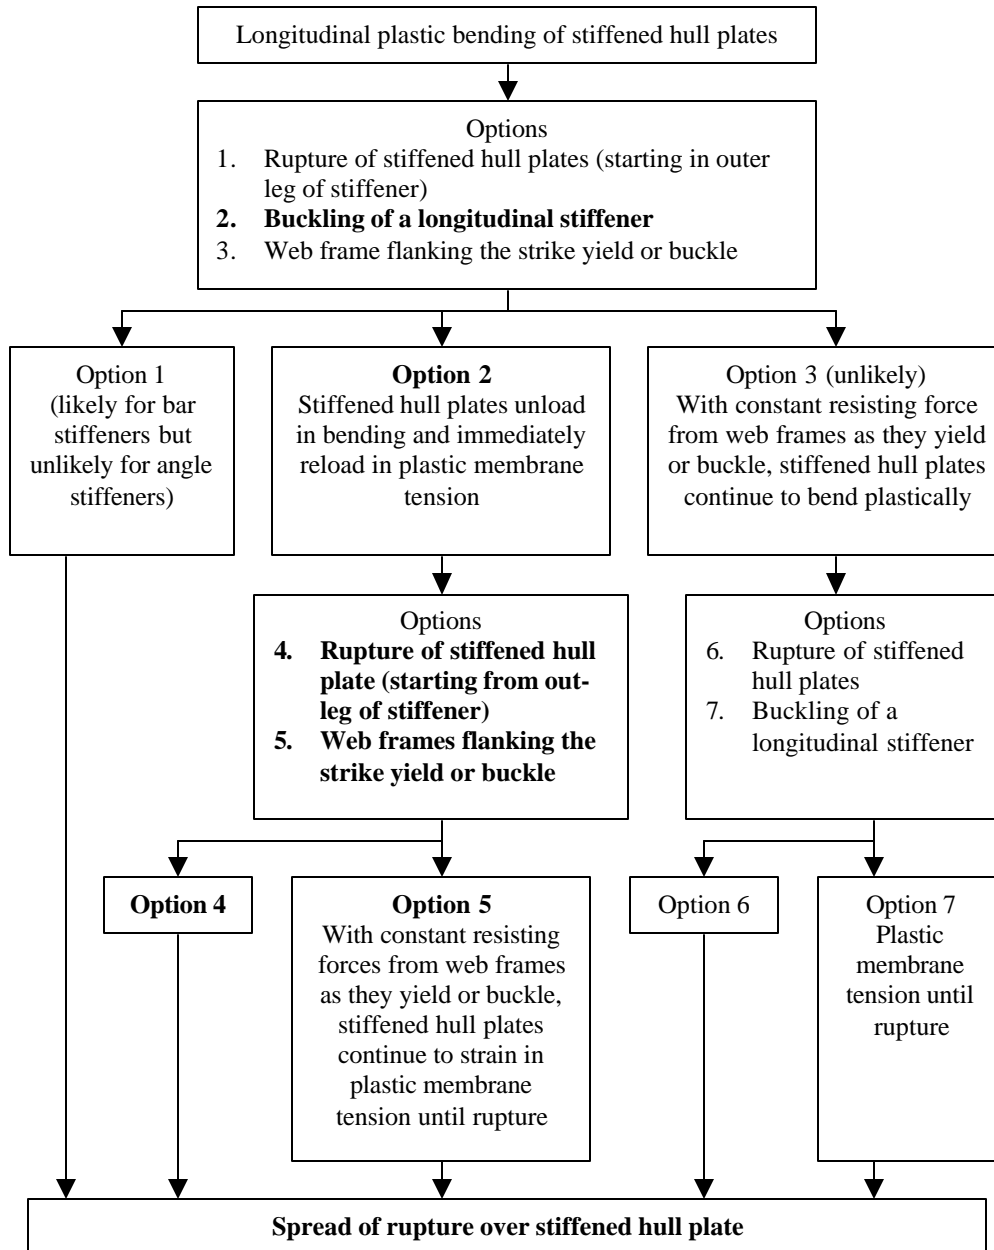 Longitudinal plastic bending of stiffened hull plates
Options
1. Rupture of stiffened hull plates (starting in outer
leg of stiffener)
2. Buckling of a longitudinal stiffener
3. Web frame flanking the strike yield or buckle
Option 1
(likely for bar
stiffeners but
unlikely for angle
stiffeners)
Option 2
Stiffened hull plates unload
in bending and immediately
reload in plastic membrane
tension
Option 3 (unlikely)
With constant resisting force
from web frames as they yield
or buckle, stiffened hull plates
continue to bend plastically
Options
4. Rupture of stiffened hull
plate (starting from out-
leg of stiffener)
5. Web frames flanking the
strike yield or buckle
Options
6. Rupture of stiffened
hull plates
7. Buckling of a
longitudinal stiffener
Option 4
Option 5
With constant resisting
forces from web frames
as they yield or buckle,
stiffened hull plates
continue to strain in
plastic membrane
tension until rupture
Option 6
Option 7
Plastic
membrane
tension until
rupture
Spread of rupture over stiffened hull plate